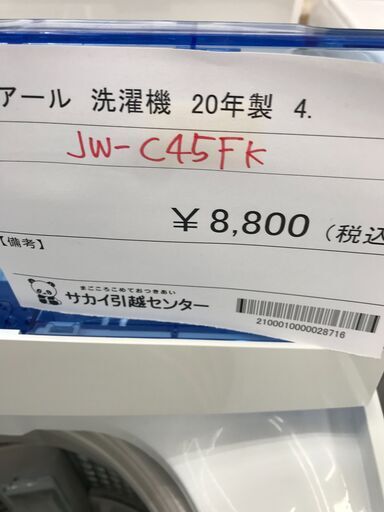 アール 洗濯機 20年製 4.
JW-C45FK
¥8,800(税込
【備考】
まごころこめておつきあい
サカイ引越センター
2100010000028716